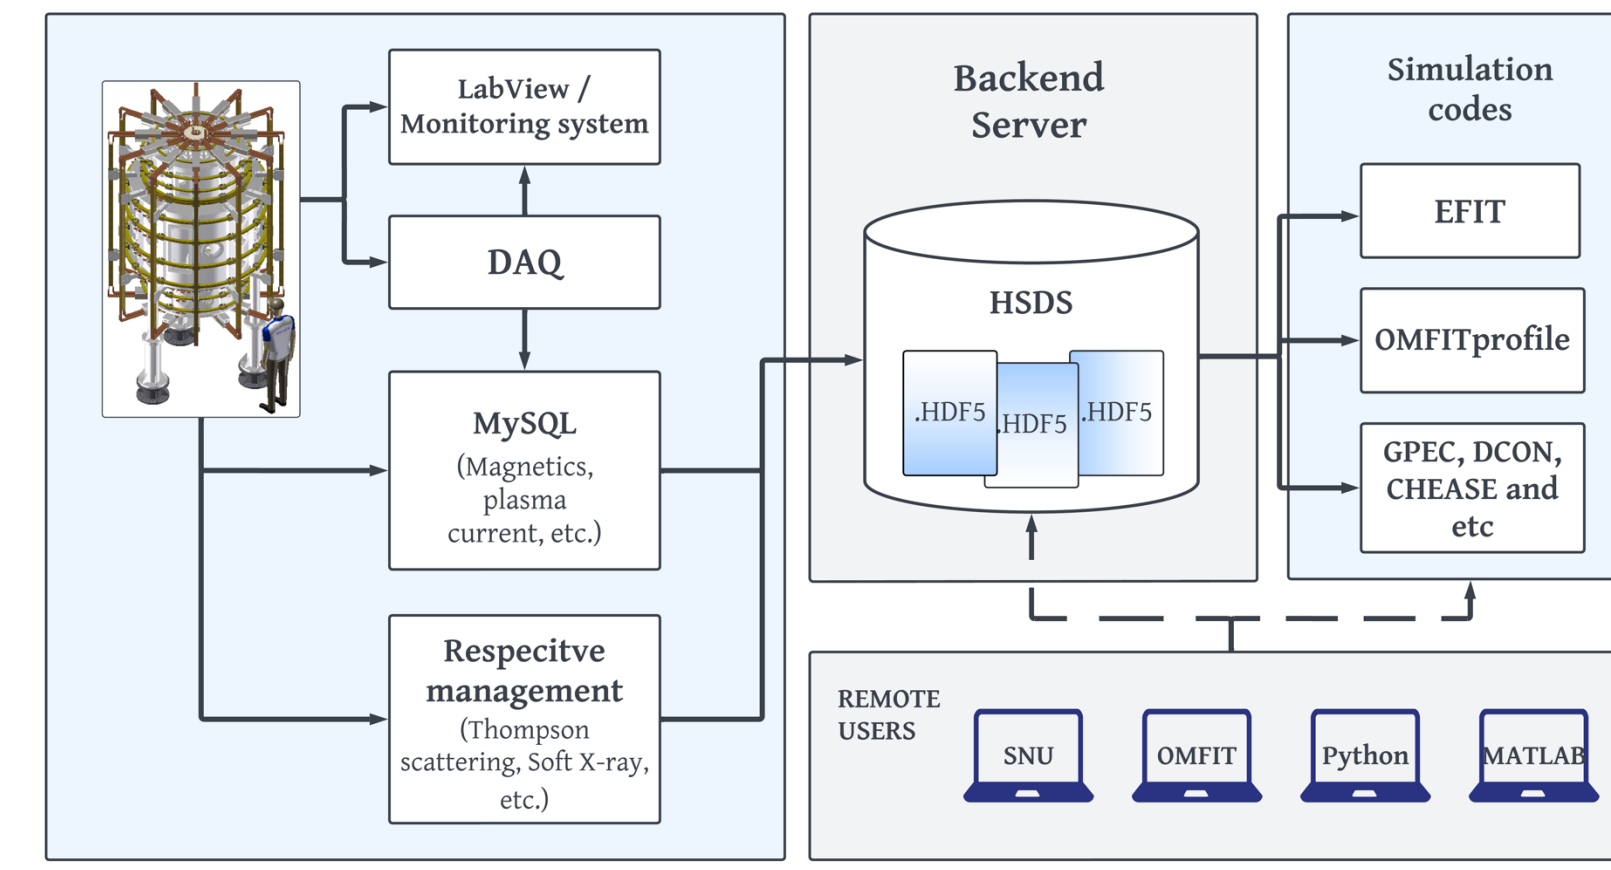 LabView /
Monitoring system
DAQ
MySQL
(Magnetics,
plasma
current, etc.)
Respecitve
management
(Thompson
scattering, Soft X-ray,
etc.)
Backend
Server
HSDS
.HDF5
.HDF5
.HDF5
Simulation
codes
EFIT
OMFITprofile
GPEC, DCON,
CHEASE and
etc
REMOTE
USERS
SNU
OMFIT
Python
MATLAB